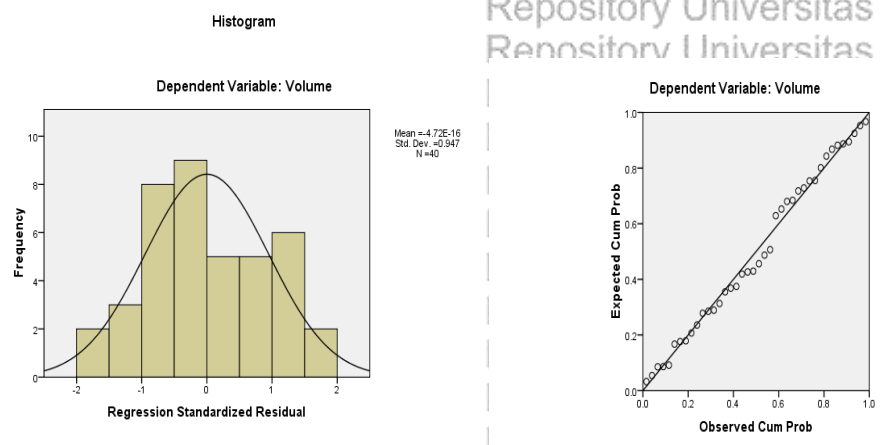 Repository Universitas
Repository Universitas
Histogram
Dependent Variable: Volume
10
8
6
4
2
0
Frequency
-2
-1
0
1
2
Regression Standardized Residual
Mean =-4.72E-16
Std. Dev. =0.947
N =40
Dependent Variable: Volume
1.0
0.8
0.6
0.4
0.2
0.0
Expected Cum Prob
0.0
0.2
0.4
0.6
0.8
1.0
Observed Cum Prob